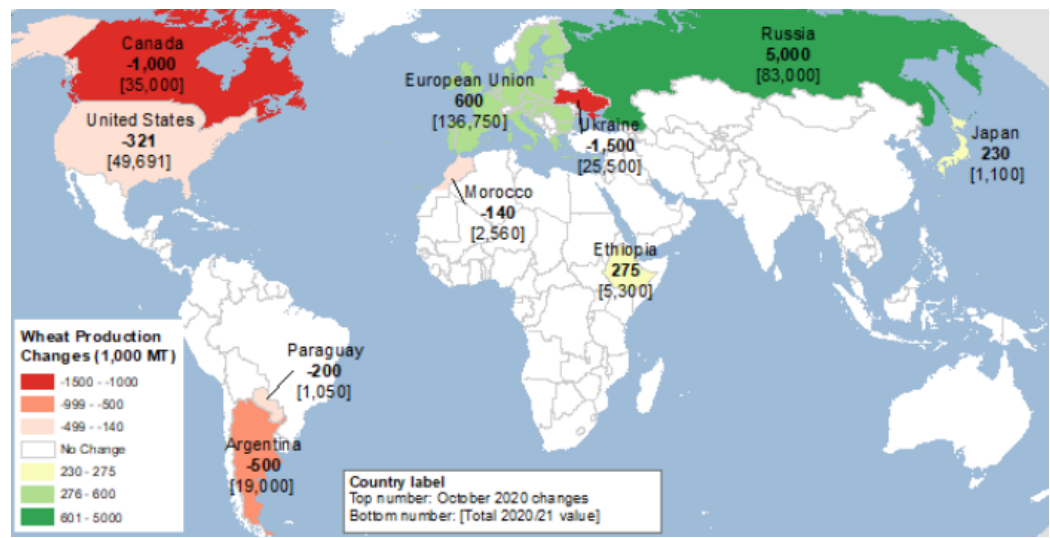 Canada
-1,000
[35,000]
United States
-321
[49,691]
European Union
600
[136,750]
Russia
5,000
[83,000]
Ukraine
-1,500
[25,500]
Japan
230
[1,100]
Morocco
-140
[2,560]
Ethiopia
275
[5,300]
Paraguay
-200
[1,050]
Argentina
-500
[19,000]
Wheat Production
Changes (1,000 MT)
-1500 - -1000
-999 - -500
-499 - -140
No Change
230 - 275
276 - 600
601 - 5000
Country label
Top number: October 2020 changes
Bottom number: [Total 2020/21 value]